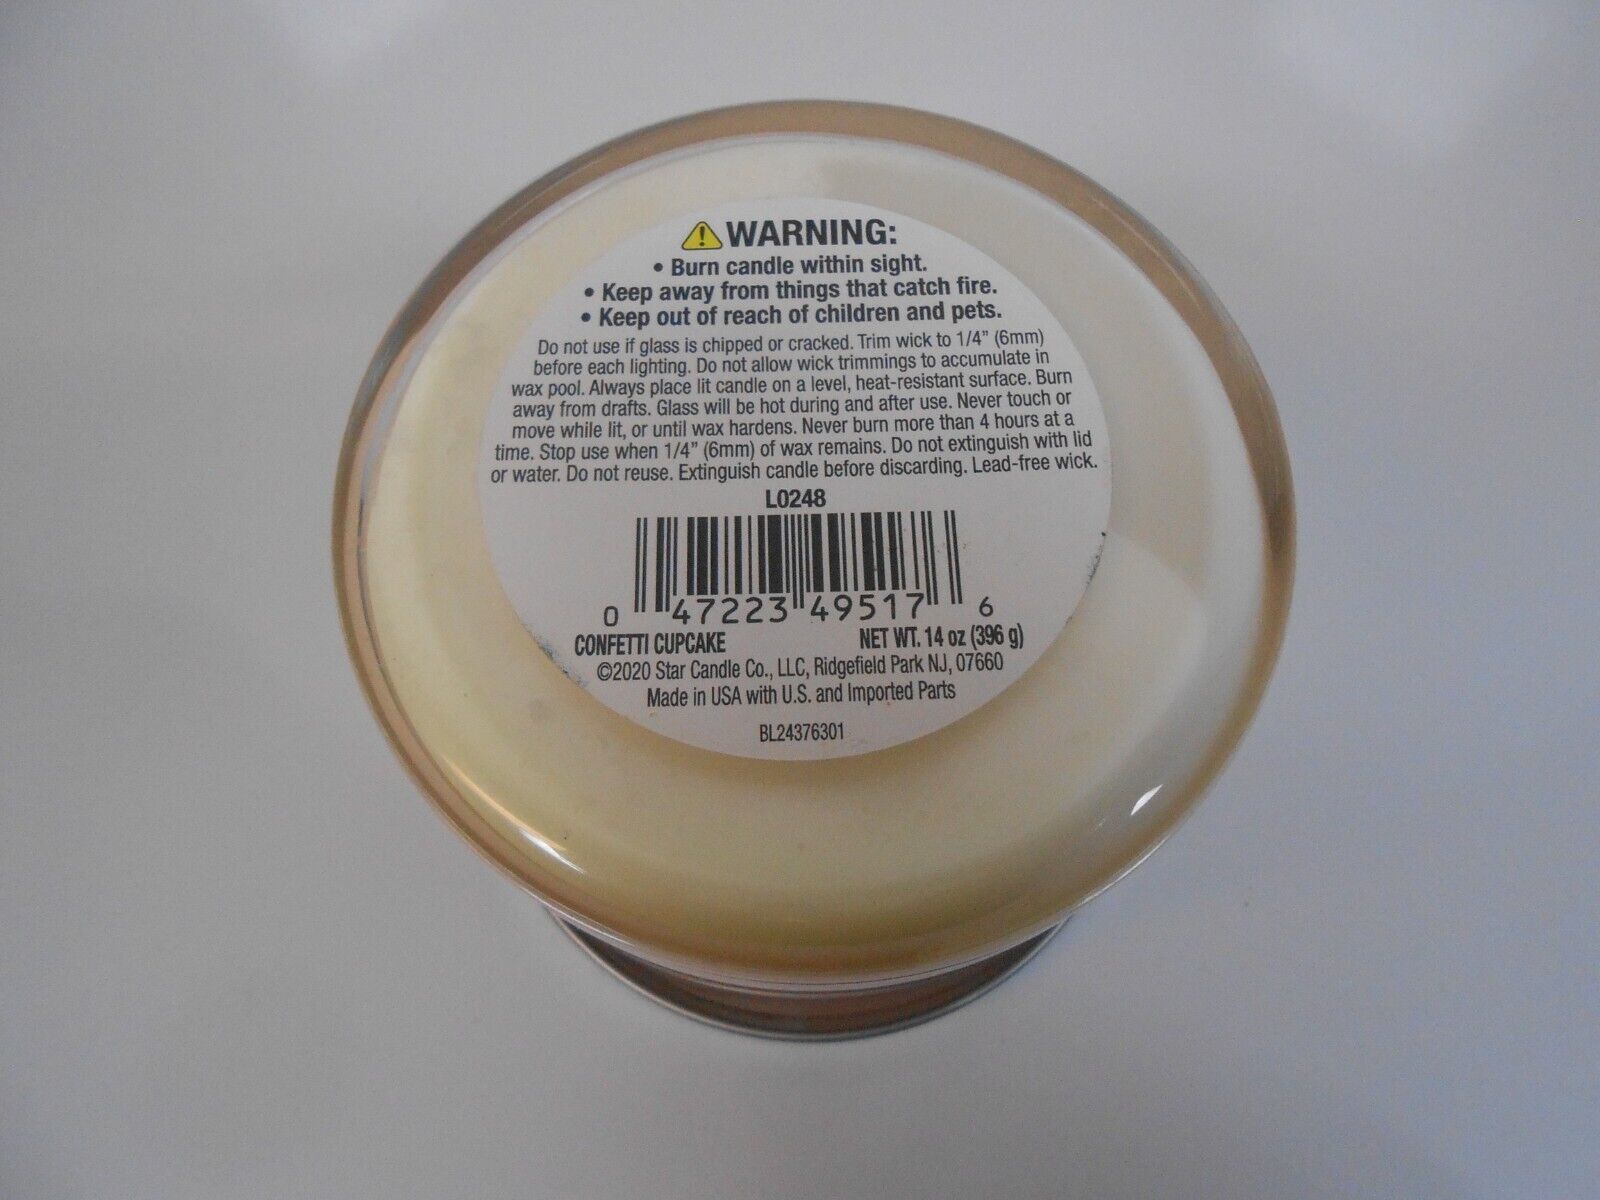 WARNING:
• Burn candle within sight.
• Keep away from things that catch fire.
• Keep out of reach of children and pets.
Do not use if glass is chipped or cracked. Trim wick to 1/4” (6mm)
before each lighting. Do not allow wick trimmings to accumulate in
wax pool. Always place lit candle on a level, heat-resistant surface. Burn
away from drafts. Glass will be hot during and after use. Never touch or
move while lit, or until wax hardens. Never burn more than 4 hours at a
time. Stop use when 1/4” (6mm) of wax remains. Do not extinguish with lid
or water. Do not reuse. Extinguish candle before discarding. Lead-free wick.
L0248
0 47223 49517 6
CONFETTI CUPCAKE NET WT. 14 oz (396 g)
©2020 Star Candle Co., LLC, Ridgefield Park NJ, 07660
Made in USA with U.S. and Imported Parts
BL24376301